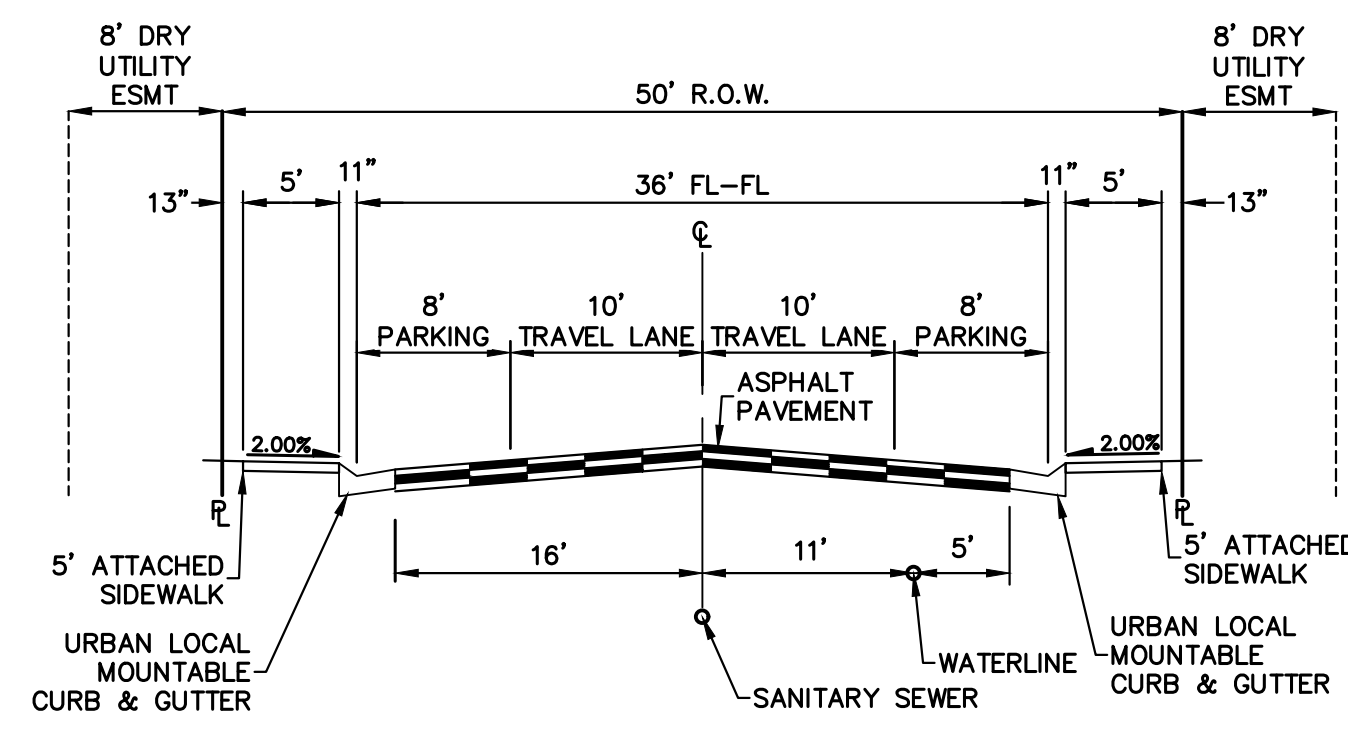 8' DRY
UTILITY
ESMT
50' R.O.W.
8' DRY
UTILITY
ESMT
13"
5'
11"
36' FL-FL
11"
5'
13"
℄
8'
PARKING
10'
TRAVEL LANE
10'
TRAVEL LANE
8'
PARKING
ASPHALT
PAVEMENT
2.00%
2.00%
PL
PL
16'
11'
5'
5' ATTACHED
SIDEWALK
5' ATTACHED
SIDEWALK
URBAN LOCAL
MOUNTABLE
CURB & GUTTER
SANITARY SEWER
WATERLINE
URBAN LOCAL
MOUNTABLE
CURB & GUTTER